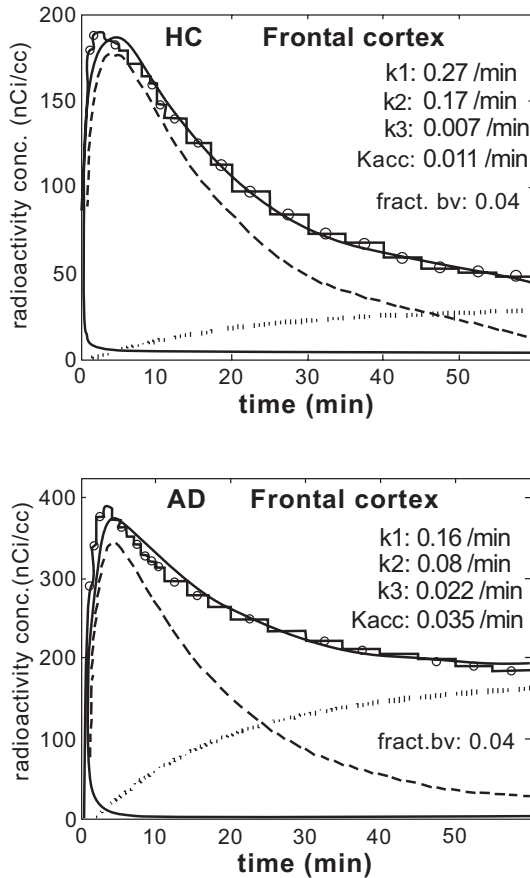 HC Frontal cortex
k1: 0.27 /min
k2: 0.17 /min
k3: 0.007 /min
Kacc: 0.011 /min
fract. bv: 0.04
radioactivity conc. (nCi/cc)
200
150
100
50
0
0 10 20 30 40 50
time (min)
AD Frontal cortex
k1: 0.16 /min
k2: 0.08 /min
k3: 0.022 /min
Kacc: 0.035 /min
fract.bv: 0.04
radioactivity conc.(nCi/cc)
400
300
200
100
0
0 10 20 30 40 50
time (min)